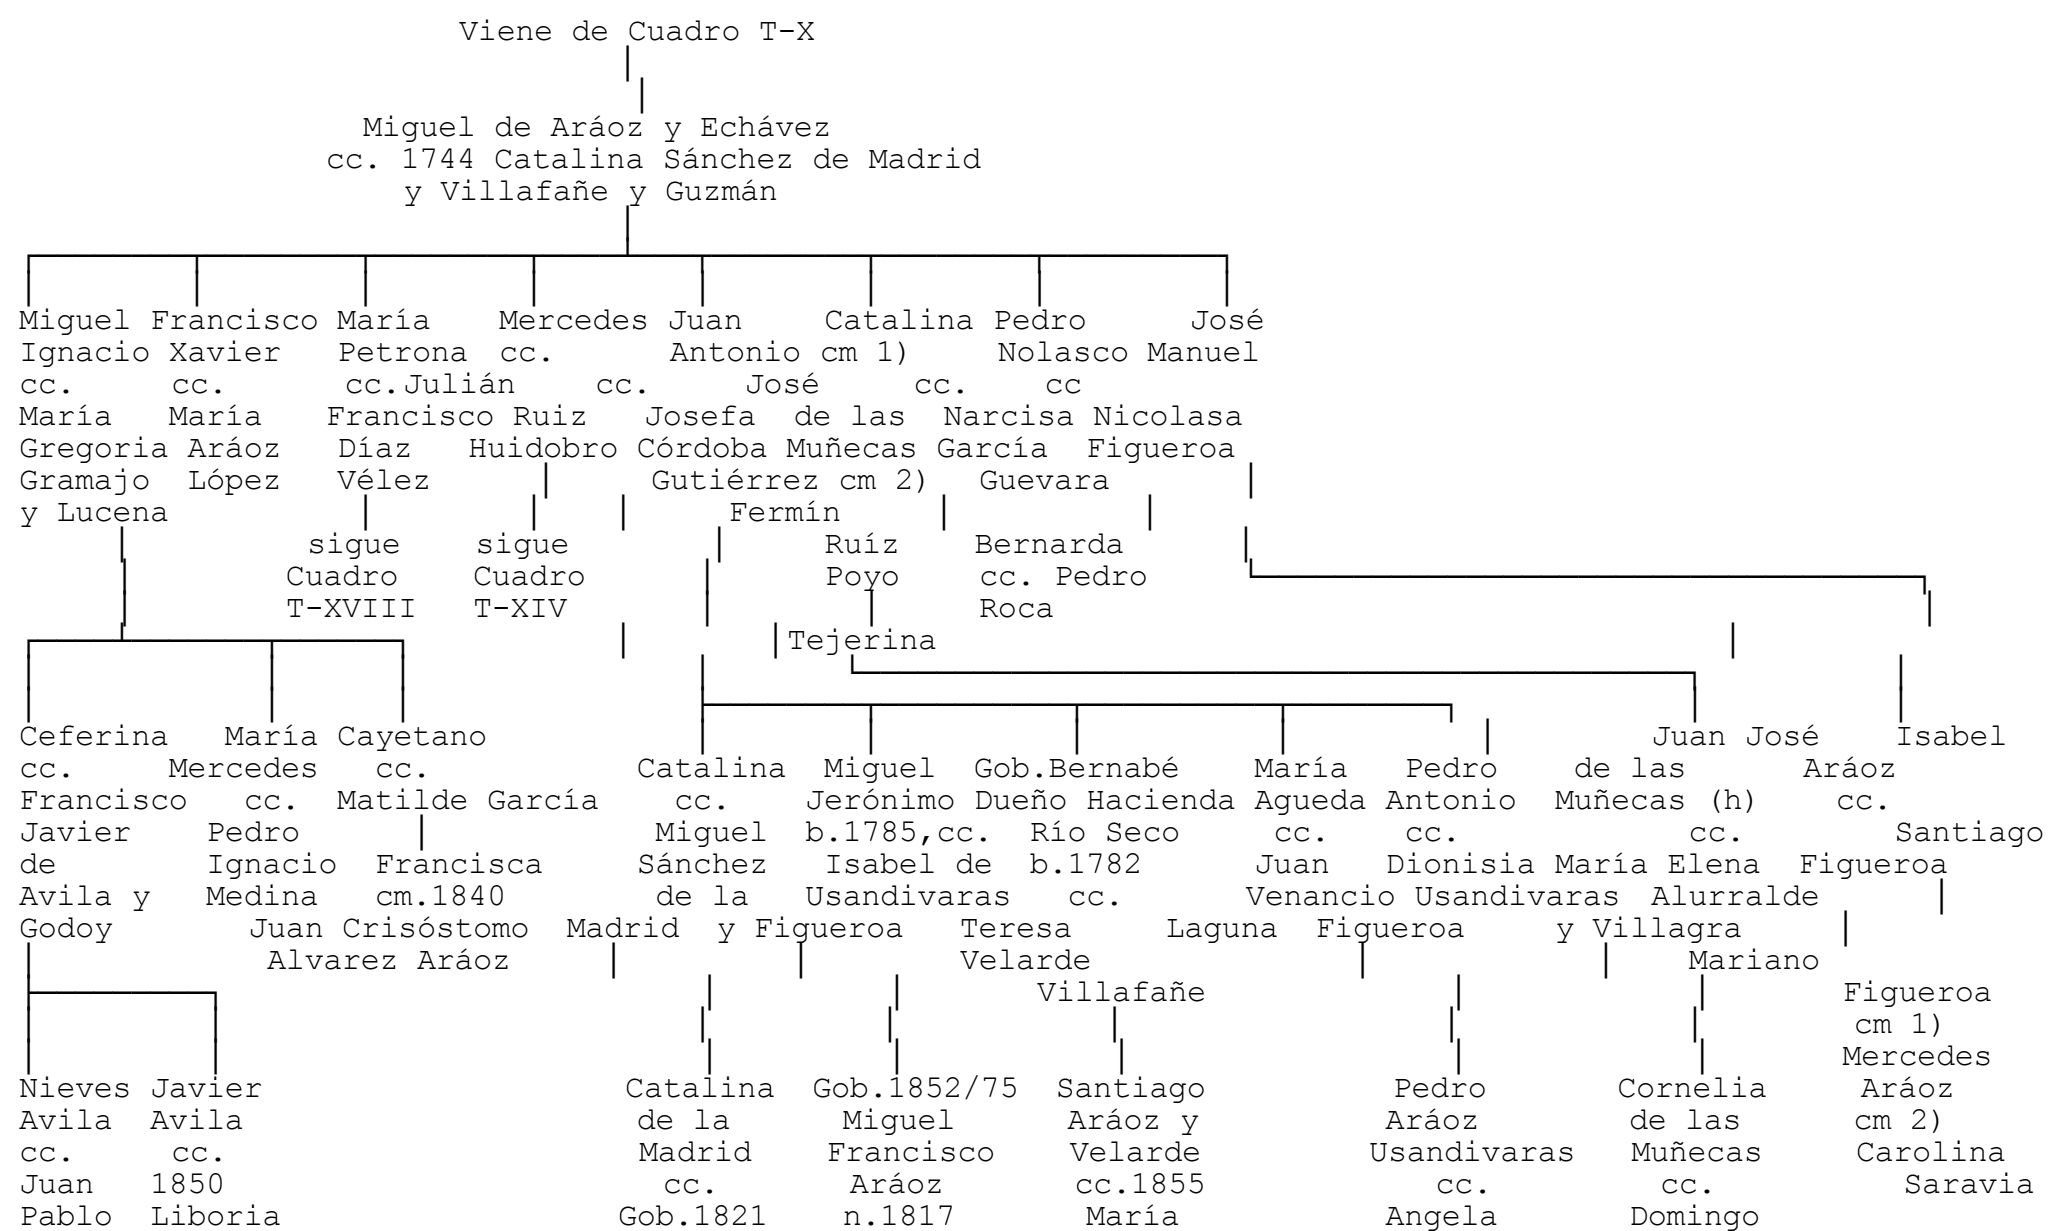 Viene de Cuadro T-X
Miguel de Aráoz y Echávez
cc. 1744 Catalina Sánchez de Madrid
y Villafañe y Guzmán
Miguel Francisco María Mercedes Juan Catalina Pedro José
Ignacio Xavier Petrona cc. Antonio cm 1) Nolasco Manuel
cc. cc. cc.Julián cc. José cc. cc
María María Francisco Ruiz Josefa de las Narcisa Nicolasa
Gregoria Aráoz Díaz Huidobro Córdoba Muñecas García Figueroa
Gramajo López Vélez Gutiérrez cm 2) Guevara
y Lucena Fermín
sigue sigue Ruíz Bernarda
Cuadro Cuadro Poyo cc. Pedro
T-XVIII T-XIV Roca
Tejerina
Ceferina María Cayetano Juan José Isabel
cc. Mercedes cc. Catalina Miguel Gob.Bernabé María Pedro de las Aráoz
Francisco cc. Matilde García cc. Jerónimo Dueño Hacienda Agueda Antonio Muñecas (h) cc.
Javier Pedro Miguel b.1785,cc. Río Seco cc. cc. cc. Santiago
de Ignacio Francisca Sánchez Isabel de b.1782 Juan Dionisia María Elena Figueroa
Avila y Medina cm.1840 de la Usandivaras cc. Venancio Usandivaras Alurralde
Godoy Juan Crisóstomo Madrid y Figueroa Teresa Laguna Figueroa y Villagra
Alvarez Aráoz Velarde Mariano
Villafañe Figueroa
cm 1)
Mercedes
Nieves Javier Catalina Gob.1852/75 Santiago Pedro Cornelia Aráoz
Avila Avila de la Miguel Aráoz y Aráoz de las cm 2)
cc. cc. Madrid Francisco Velarde Usandivaras Muñecas Carolina
Juan 1850 cc. Aráoz cc.1855 cc. cc. Saravia
Pablo Liboria Gob.1821 n.1817 María Angela Domingo